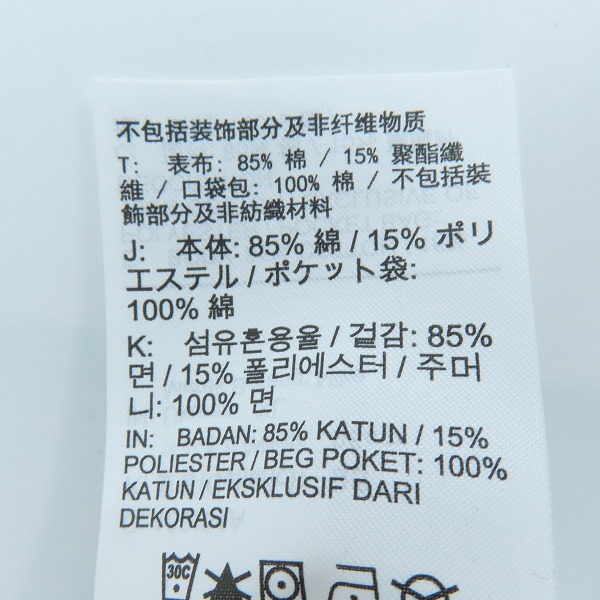 不包括装饰部分及非纤维物质
T: 表布: 85% 棉 / 15% 聚酯纖
維 / 口袋包: 100% 棉 / 不包括裝
飾部分及非紡織材料
J: 本体: 85% 綿 / 15% ポリ
エステル / ポケット袋:
100% 綿
K: 섬유혼용율 / 겉감: 85%
면 / 15% 폴리에스터 / 주머
니: 100% 면
IN: BADAN: 85% KATUN / 15%
POLIESTER / BEG POKET: 100%
KATUN / EKSKLUSIF DARI
DEKORASI
30C